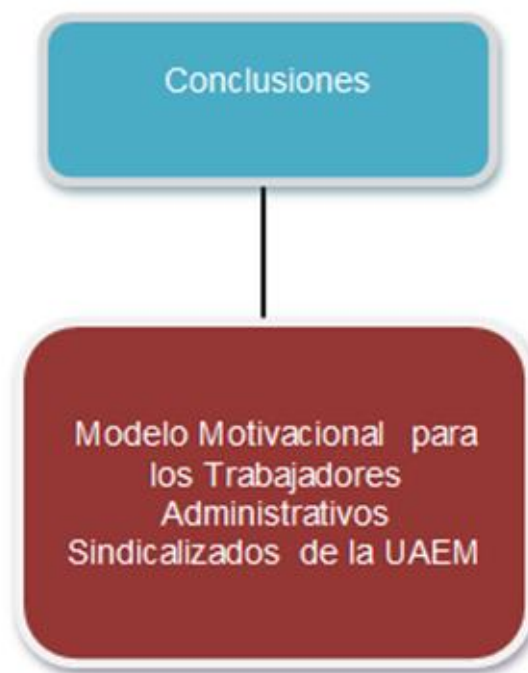 Conclusiones
Modelo Motivacional para
los Trabajadores
Administrativos
Sindicalizados de la UAEM